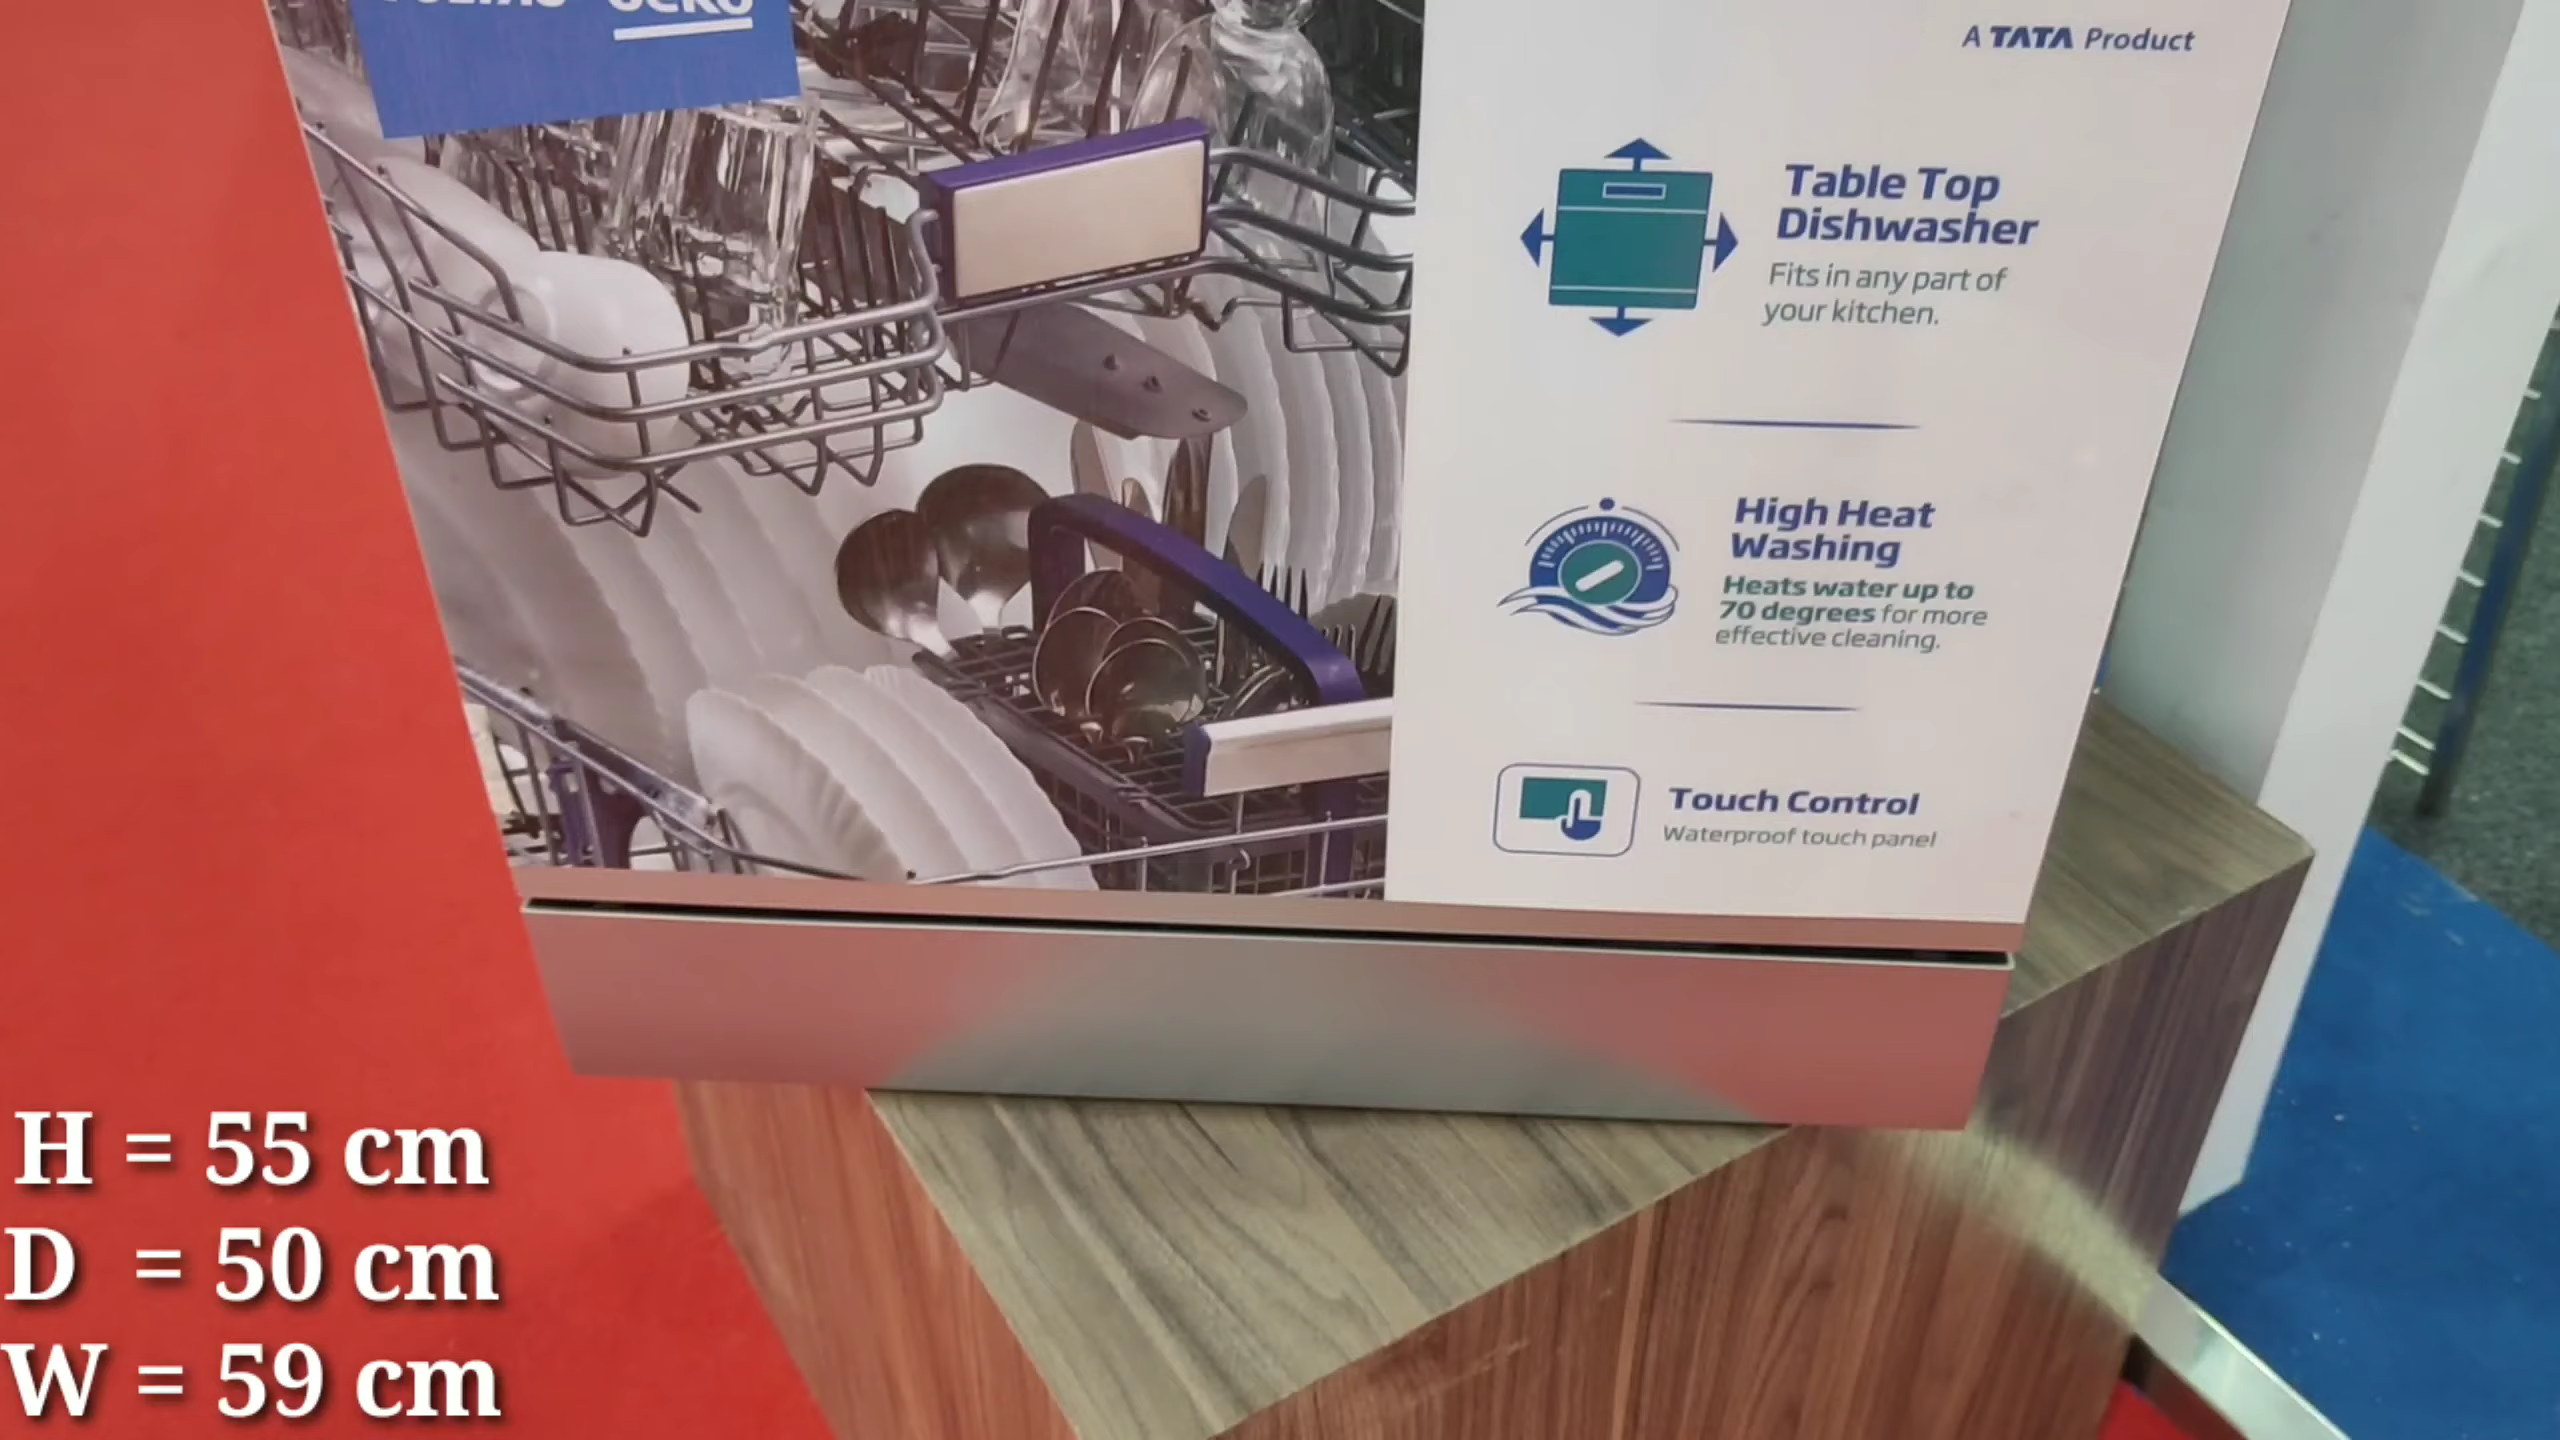 beko
A TATA Product
Table Top
Dishwasher
Fits in any part of
your kitchen.
High Heat
Washing
Heats water up to
70 degrees for more
effective cleaning.
Touch Control
Waterproof touch panel
H = 55 cm
D = 50 cm
W = 59 cm